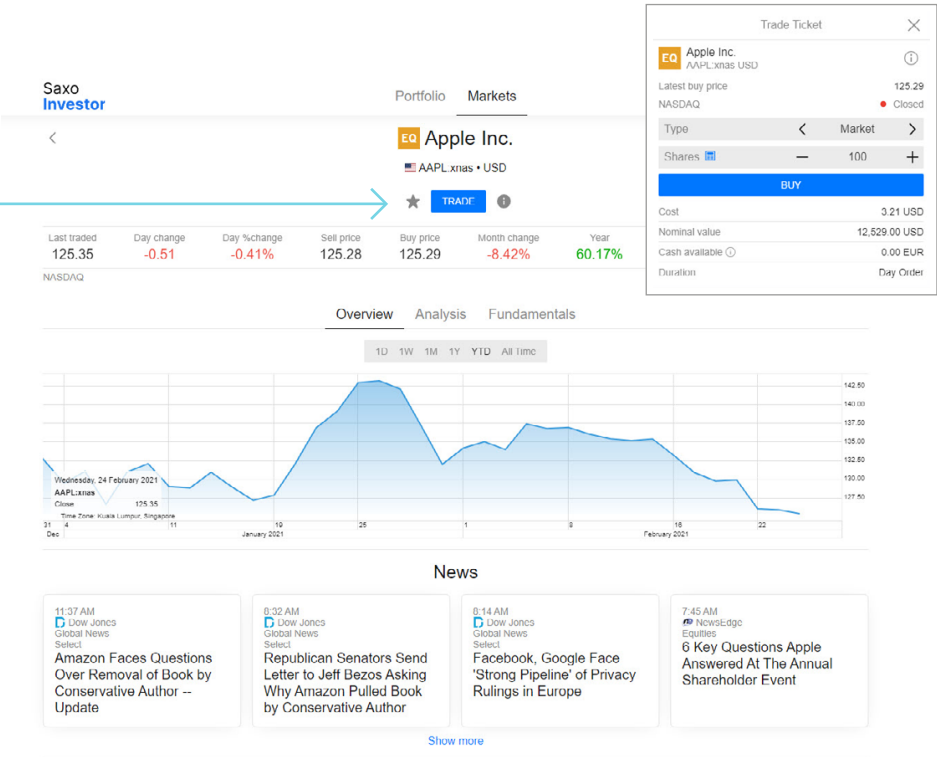 Trade Ticket
EQ
Apple Inc.
AAPL:xnas USD
Latest buy price 125.29
NASDAQ Closed
Type Market
Shares 100
BUY
Cost 3.21 USD
Nominal value 12,529.00 USD
Cash available 0.00 EUR
Duration Day Order
Saxo
Investor
Portfolio Markets
EQ Apple Inc.
AAPL:xnas • USD
TRADE
Last traded Day change Day %change Sell price Buy price Month change Year
125.35 -0.51 -0.41% 125.28 125.29 -8.42% 60.17%
NASDAQ
Overview Analysis Fundamentals
1D 1W 1M 1Y YTD All Time
142.50
140.00
137.50
135.00
132.50
130.00
127.50
Wednesday, 24 February 2021
AAPL:xnas
Close 125.35
Time Zone: Kuala Lumpur, Singapore
31 4 11 19 25 1 8 16 22
Dec January 2021 February 2021
News
11:37 AM
Dow Jones
Global News
Select
Amazon Faces Questions
Over Removal of Book by
Conservative Author --
Update
8:32 AM
Dow Jones
Global News
Select
Republican Senators Send
Letter to Jeff Bezos Asking
Why Amazon Pulled Book
by Conservative Author
8:14 AM
Dow Jones
Global News
Select
Facebook, Google Face
'Strong Pipeline' of Privacy
Rulings in Europe
7:45 AM
NewsEdge
Equities
6 Key Questions Apple
Answered At The Annual
Shareholder Event
Show more